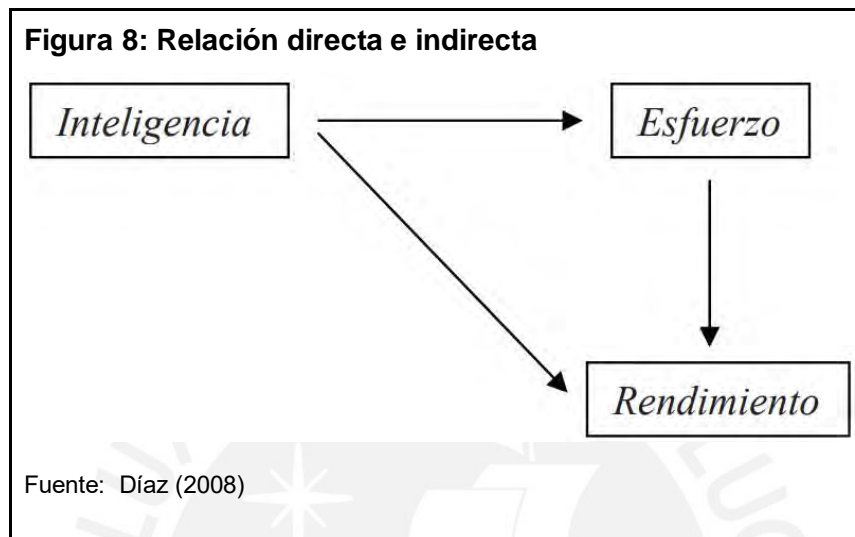 Figura 8: Relación directa e indirecta
Inteligencia
Esfuerzo
Rendimiento
Fuente: Díaz (2008)